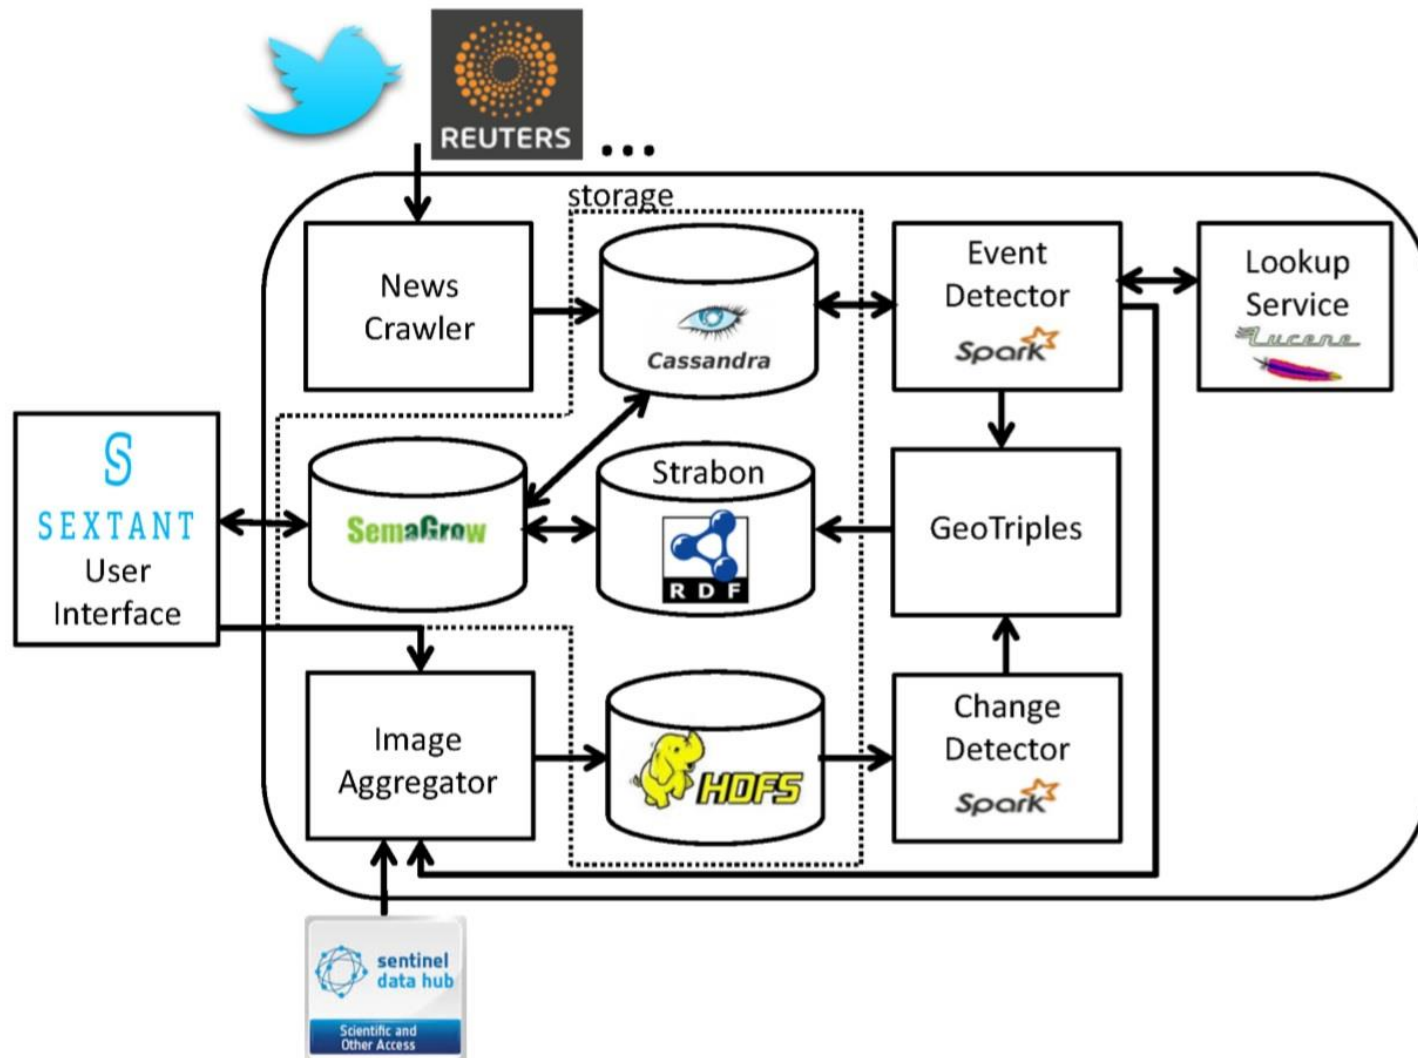 REUTERS
...
storage
News
Crawler
Cassandra
Event
Detector
Spark
Lookup
Service
Lucene
S
SEXTANT
User
Interface
SemaGrow
Strabon
RDF
GeoTriples
Image
Aggregator
HDFS
Change
Detector
Spark
sentinel
data hub
Scientific and
Other Access